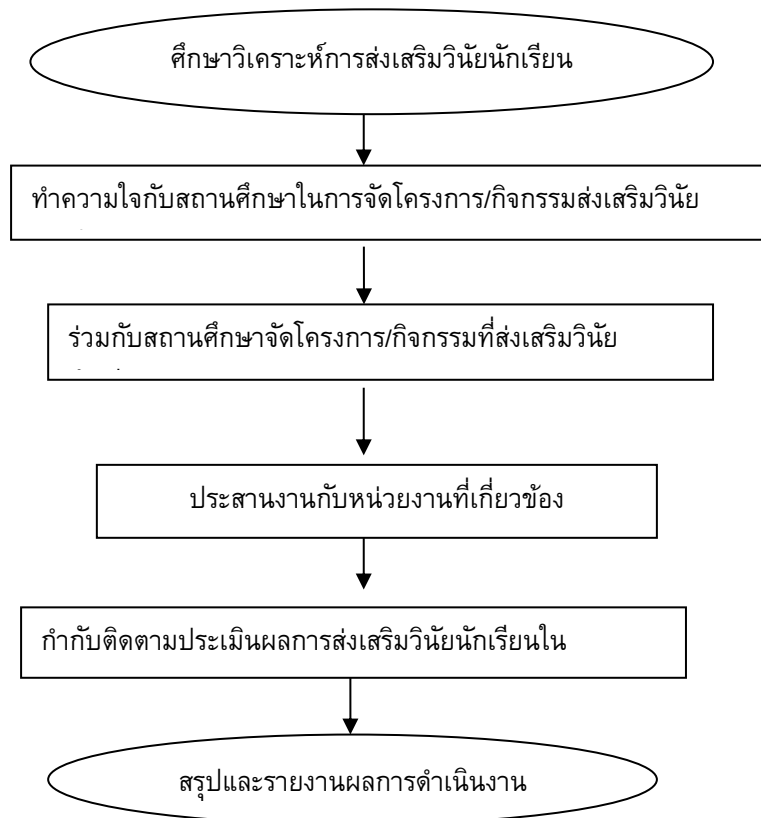 ศึกษาวิเคราะห์การส่งเสริมวินัยนักเรียน
ทำความใจกับสถานศึกษาในการจัดโครงการ/กิจกรรมส่งเสริมวินัย
ร่วมกับสถานศึกษาจัดโครงการ/กิจกรรมที่ส่งเสริมวินัย
ประสานงานกับหน่วยงานที่เกี่ยวข้อง
กำกับติดตามประเมินผลการส่งเสริมวินัยนักเรียนใน
สรุปและรายงานผลการดำเนินงาน